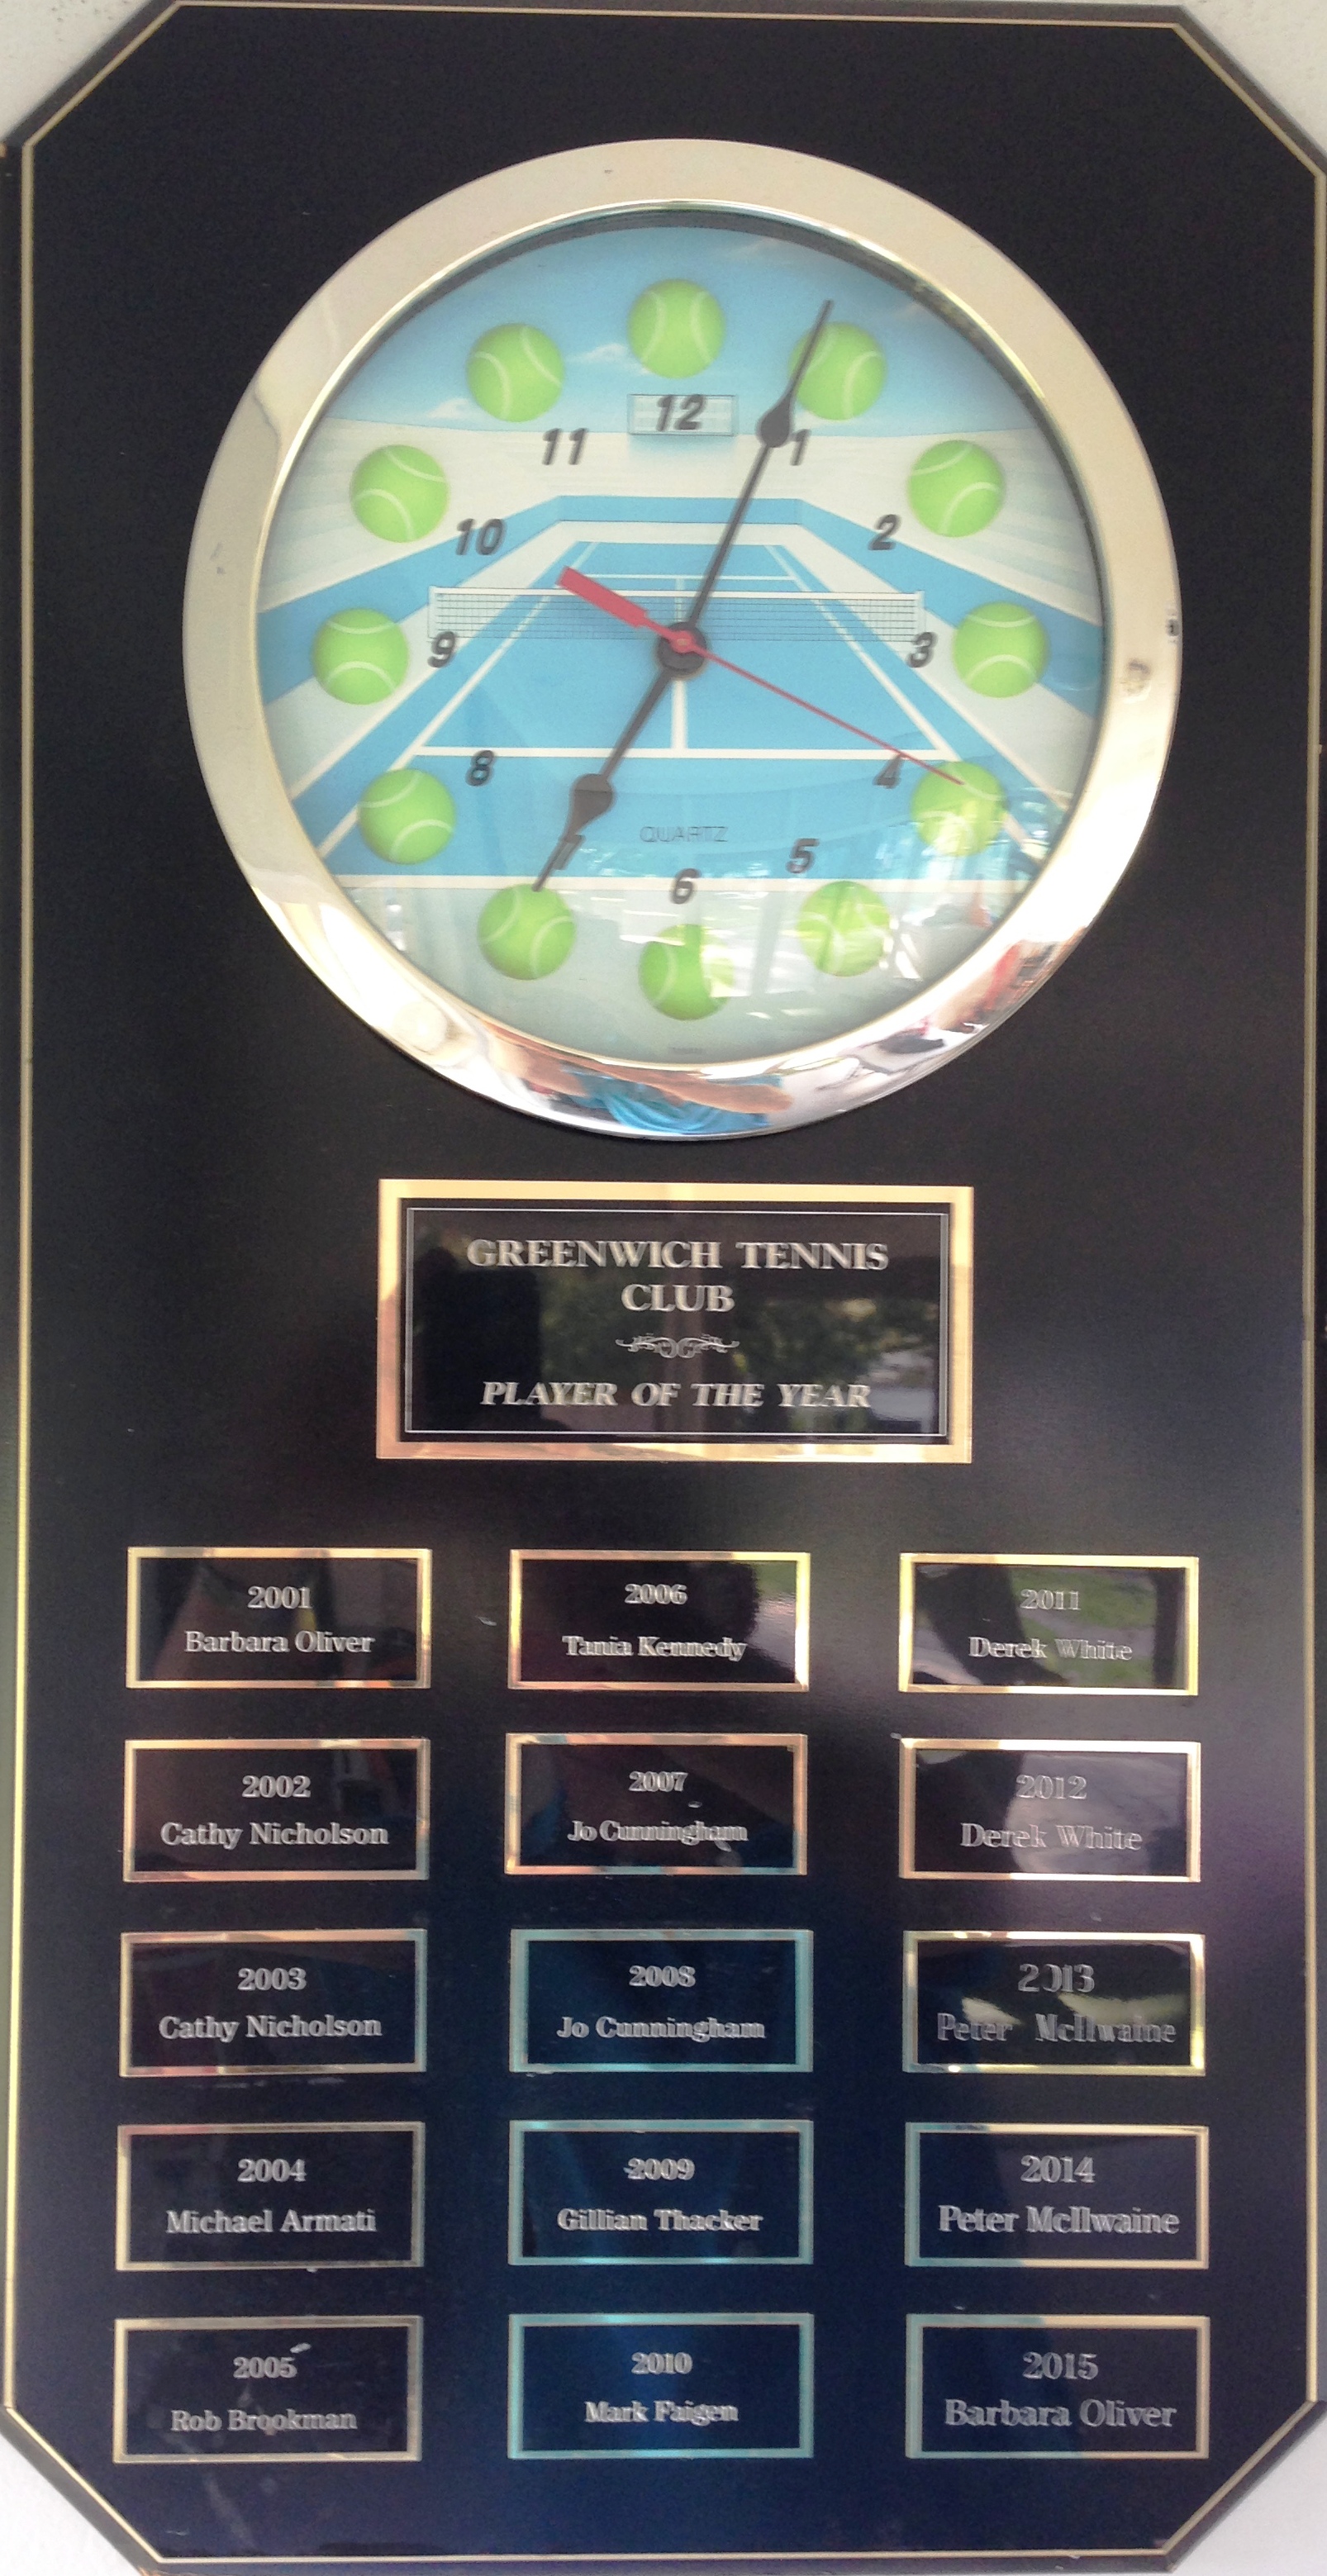 12
11
1
10
2
9
3
8
4
7
5
6
QUARTZ
GREENWICH TENNIS
CLUB
PLAYER OF THE YEAR
2001
Barbara Oliver
2002
Cathy Nicholson
2003
Cathy Nicholson
2004
Michael Armati
2005
Rob Brookman
2006
Tania Kennedy
2007
Jo Cunningham
2008
Jo Cunningham
2009
Gillian Thacker
2010
Mark Faigen
2011
Derek White
2012
Derek White
2013
Peter McIlwaine
2014
Peter McIlwaine
2015
Barbara Oliver